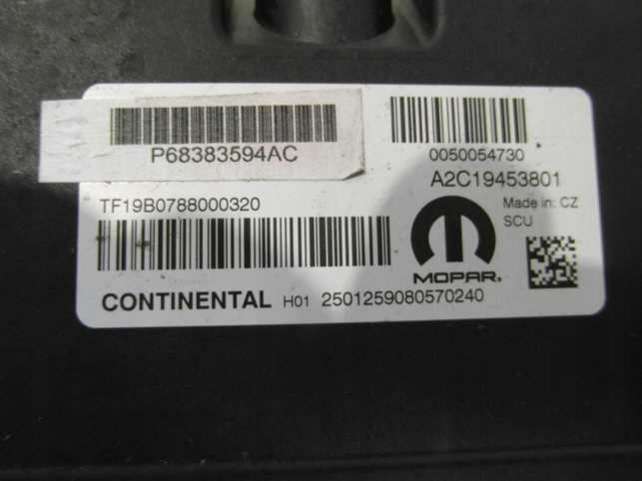 P68383594AC
0050054730
A2C19453801
TF19B0788000320
Made in: CZ
SCU
MOPAR.
CONTINENTAL H01 2501259080570240